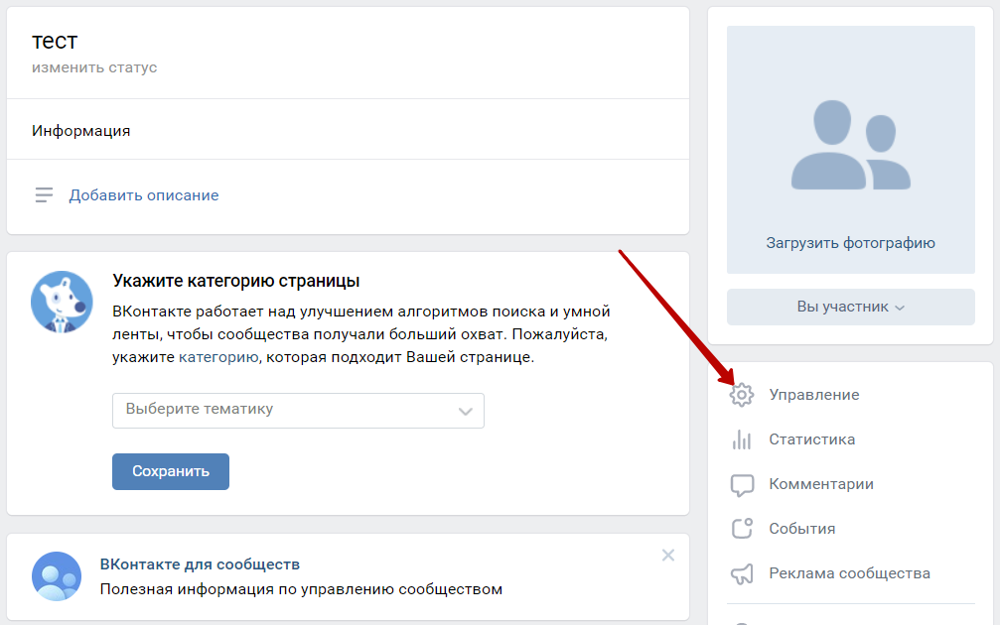 тест
изменить статус
Информация
Добавить описание
Укажите категорию страницы
ВКонтакте работает над улучшением алгоритмов поиска и умной
ленты, чтобы сообщества получали больший охват. Пожалуйста,
укажите категорию, которая подходит Вашей странице.
Выберите тематику
Сохранить
ВКонтакте для сообществ
Полезная информация по управлению сообществом
Загрузить фотографию
Вы участник
Управление
Статистика
Комментарии
События
Реклама сообщества